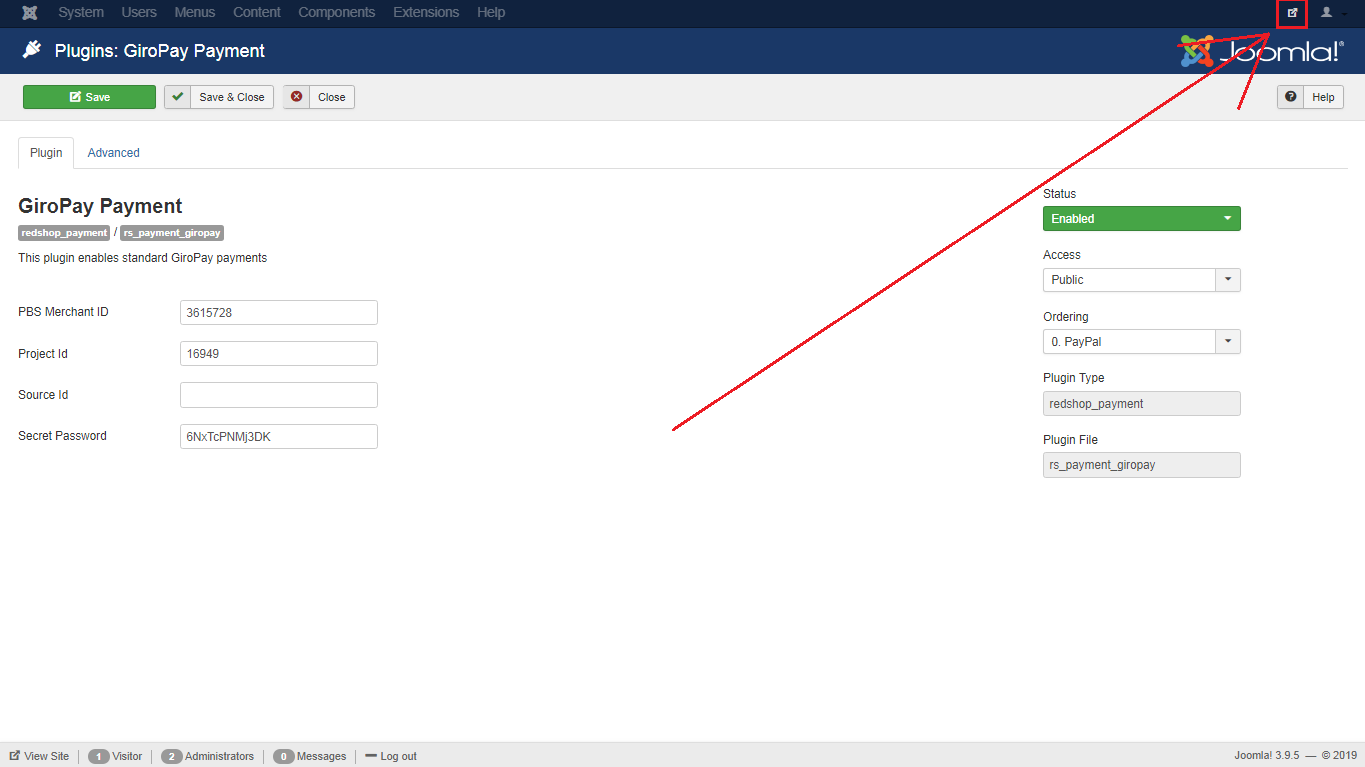 System Users Menus Content Components Extensions Help
Plugins: GiroPay Payment
Joomla!®
Save Save & Close Close Help
Plugin Advanced
GiroPay Payment
redshop_payment / rs_payment_giropay
This plugin enables standard GiroPay payments
PBS Merchant ID 3615728
Project Id 16949
Source Id
Secret Password 6NxTcPNMj3DK
Status
Enabled
Access
Public
Ordering
0. PayPal
Plugin Type
redshop_payment
Plugin File
rs_payment_giropay
View Site 1 Visitor 2 Administrators 0 Messages Log out Joomla! 3.9.5 — © 2019